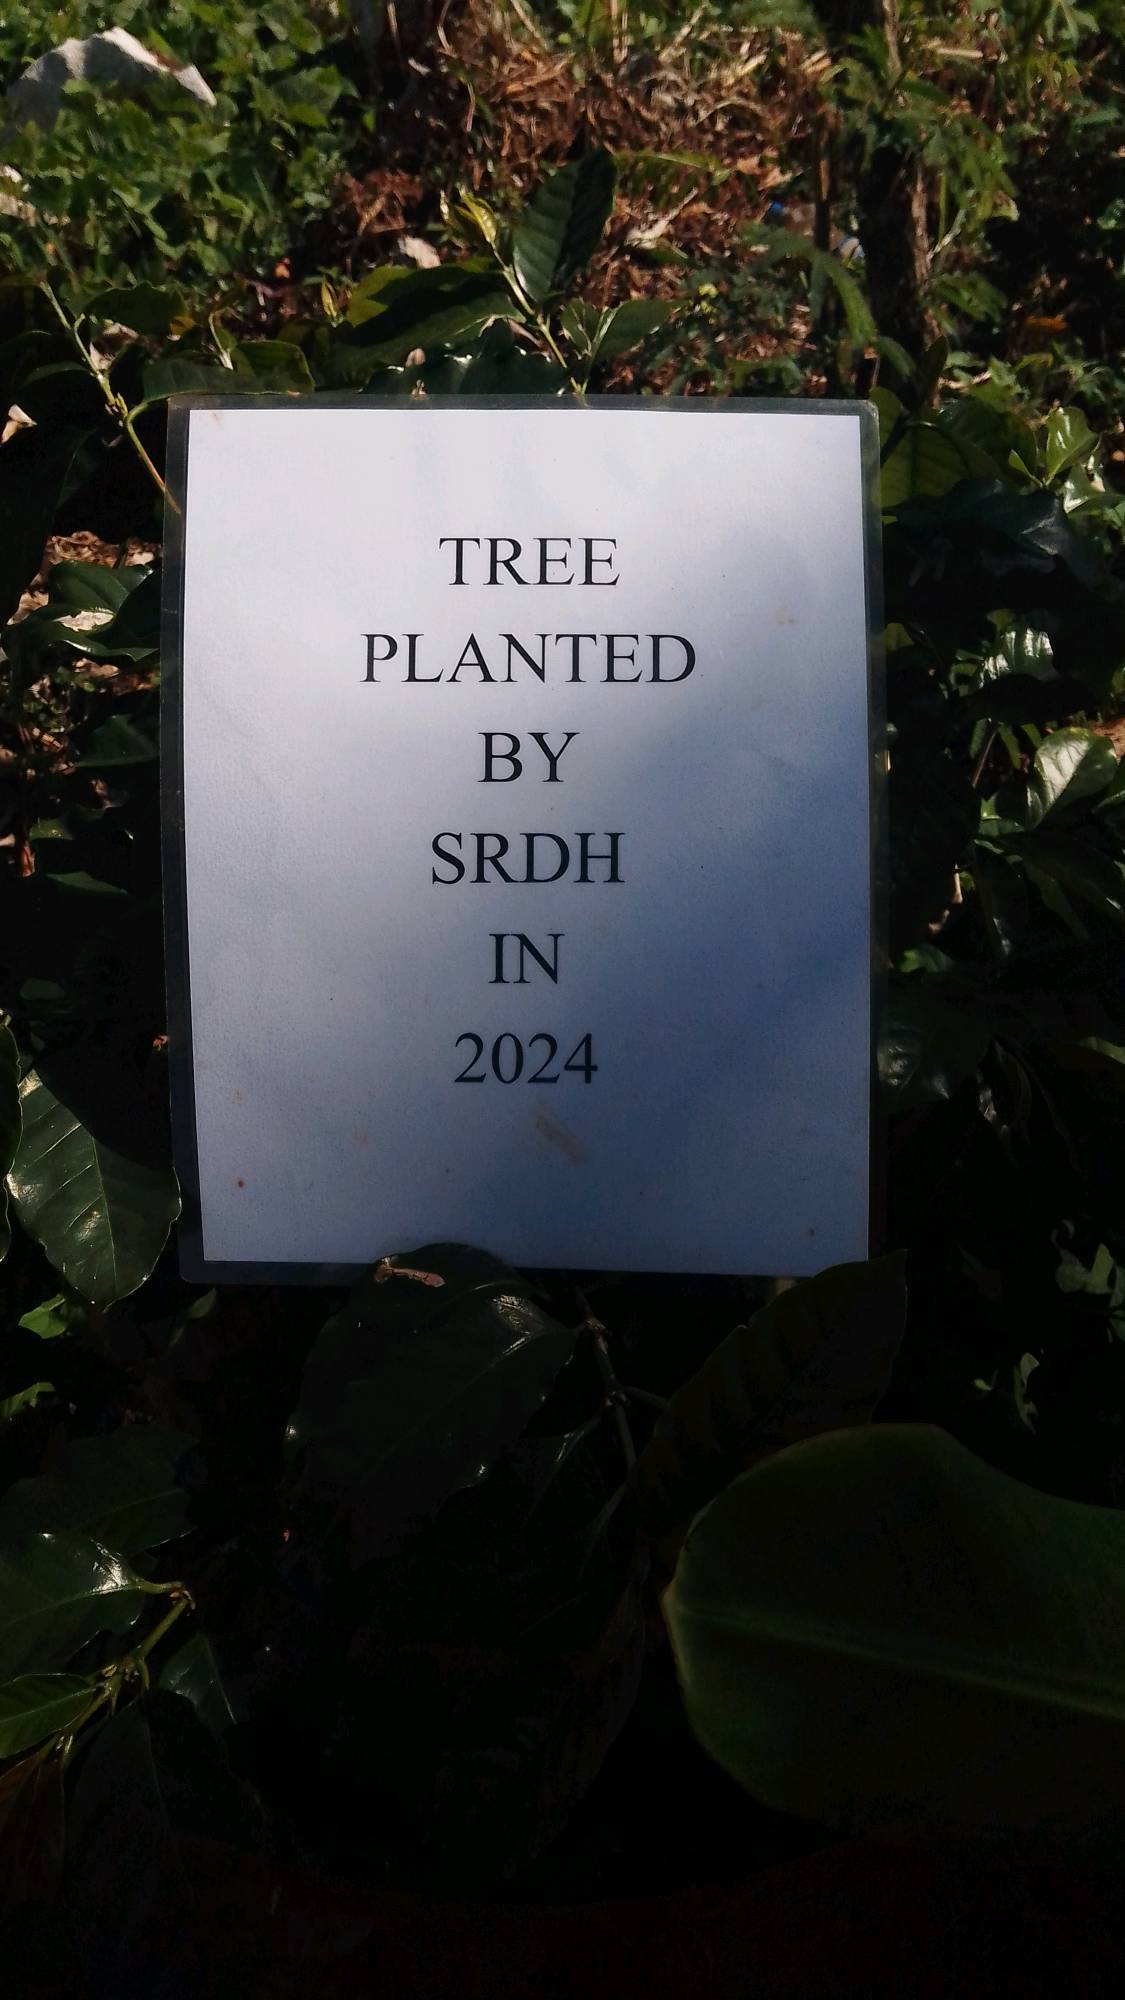 TREE
PLANTED
BY
SRDH
IN
2024